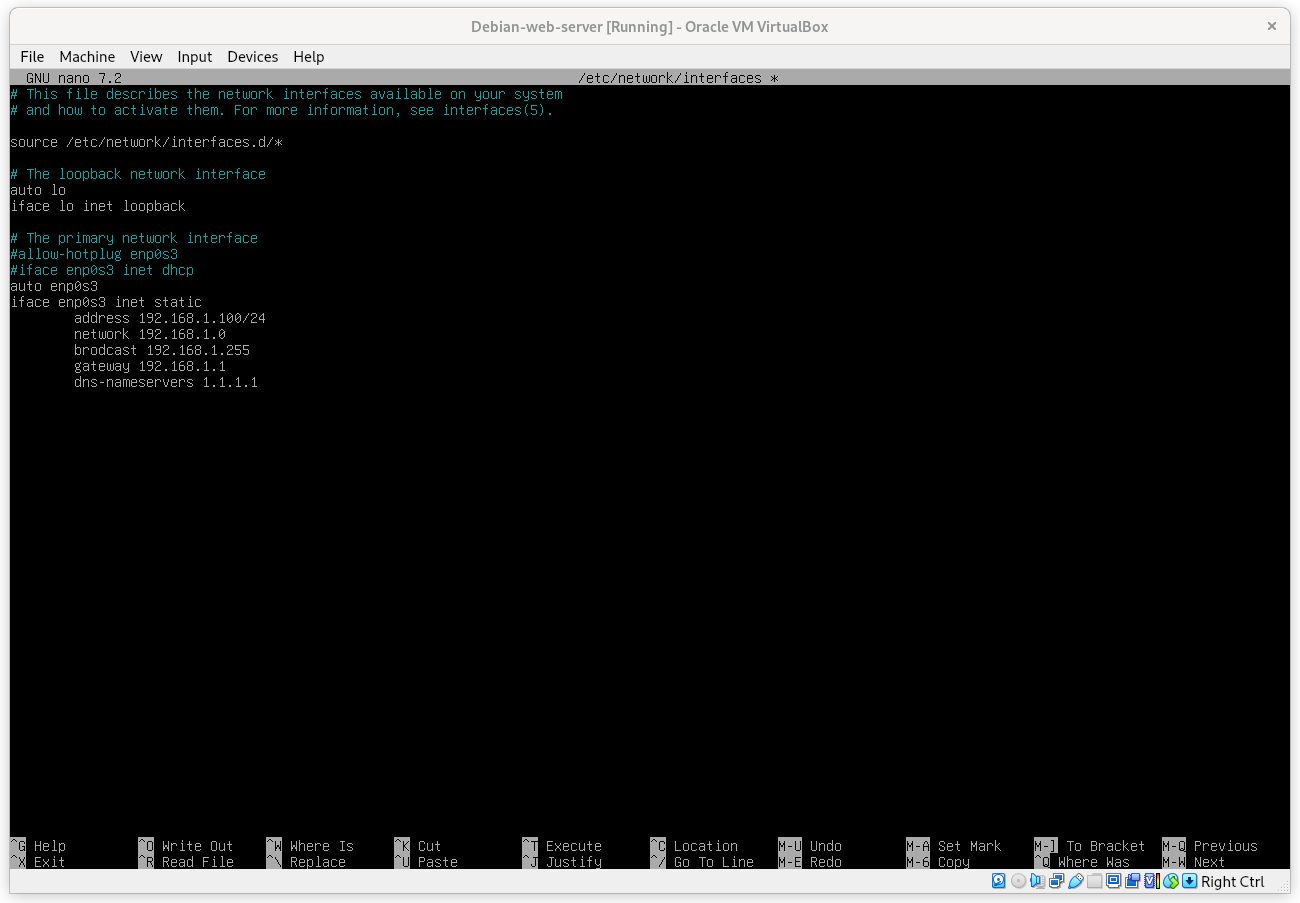 Debian-web-server [Running] - Oracle VM VirtualBox ×
File Machine View Input Devices Help
GNU nano 7.2 /etc/network/interfaces *
# This file describes the network interfaces available on your system
# and how to activate them. For more information, see interfaces(5).
source /etc/network/interfaces.d/*
# The loopback network interface
auto lo
iface lo inet loopback
# The primary network interface
#allow-hotplug enp0s3
#iface enp0s3 inet dhcp
auto enp0s3
iface enp0s3 inet static
address 192.168.1.100/24
network 192.168.1.0
brodcast 192.168.1.255
gateway 192.168.1.1
dns-nameservers 1.1.1.1
^G Help ^O Write Out ^W Where Is ^K Cut ^T Execute ^C Location M-U Undo M-A Set Mark M-] To Bracket M-Q Previous
^X Exit ^R Read File ^\ Replace ^U Paste ^J Justify ^/ Go To Line M-E Redo M-6 Copy ^Q Where Was M-W Next
Right Ctrl